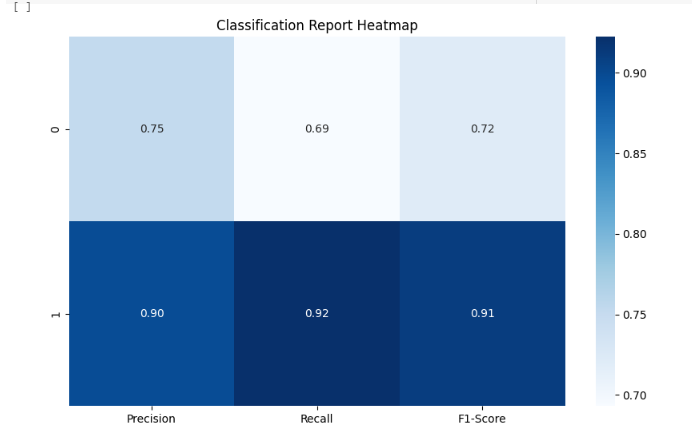 [ ]
Classification Report Heatmap
0.90
0 0.75 0.69 0.72
0.85
0.80
0.75
1 0.90 0.92 0.91
0.70
Precision Recall F1-Score